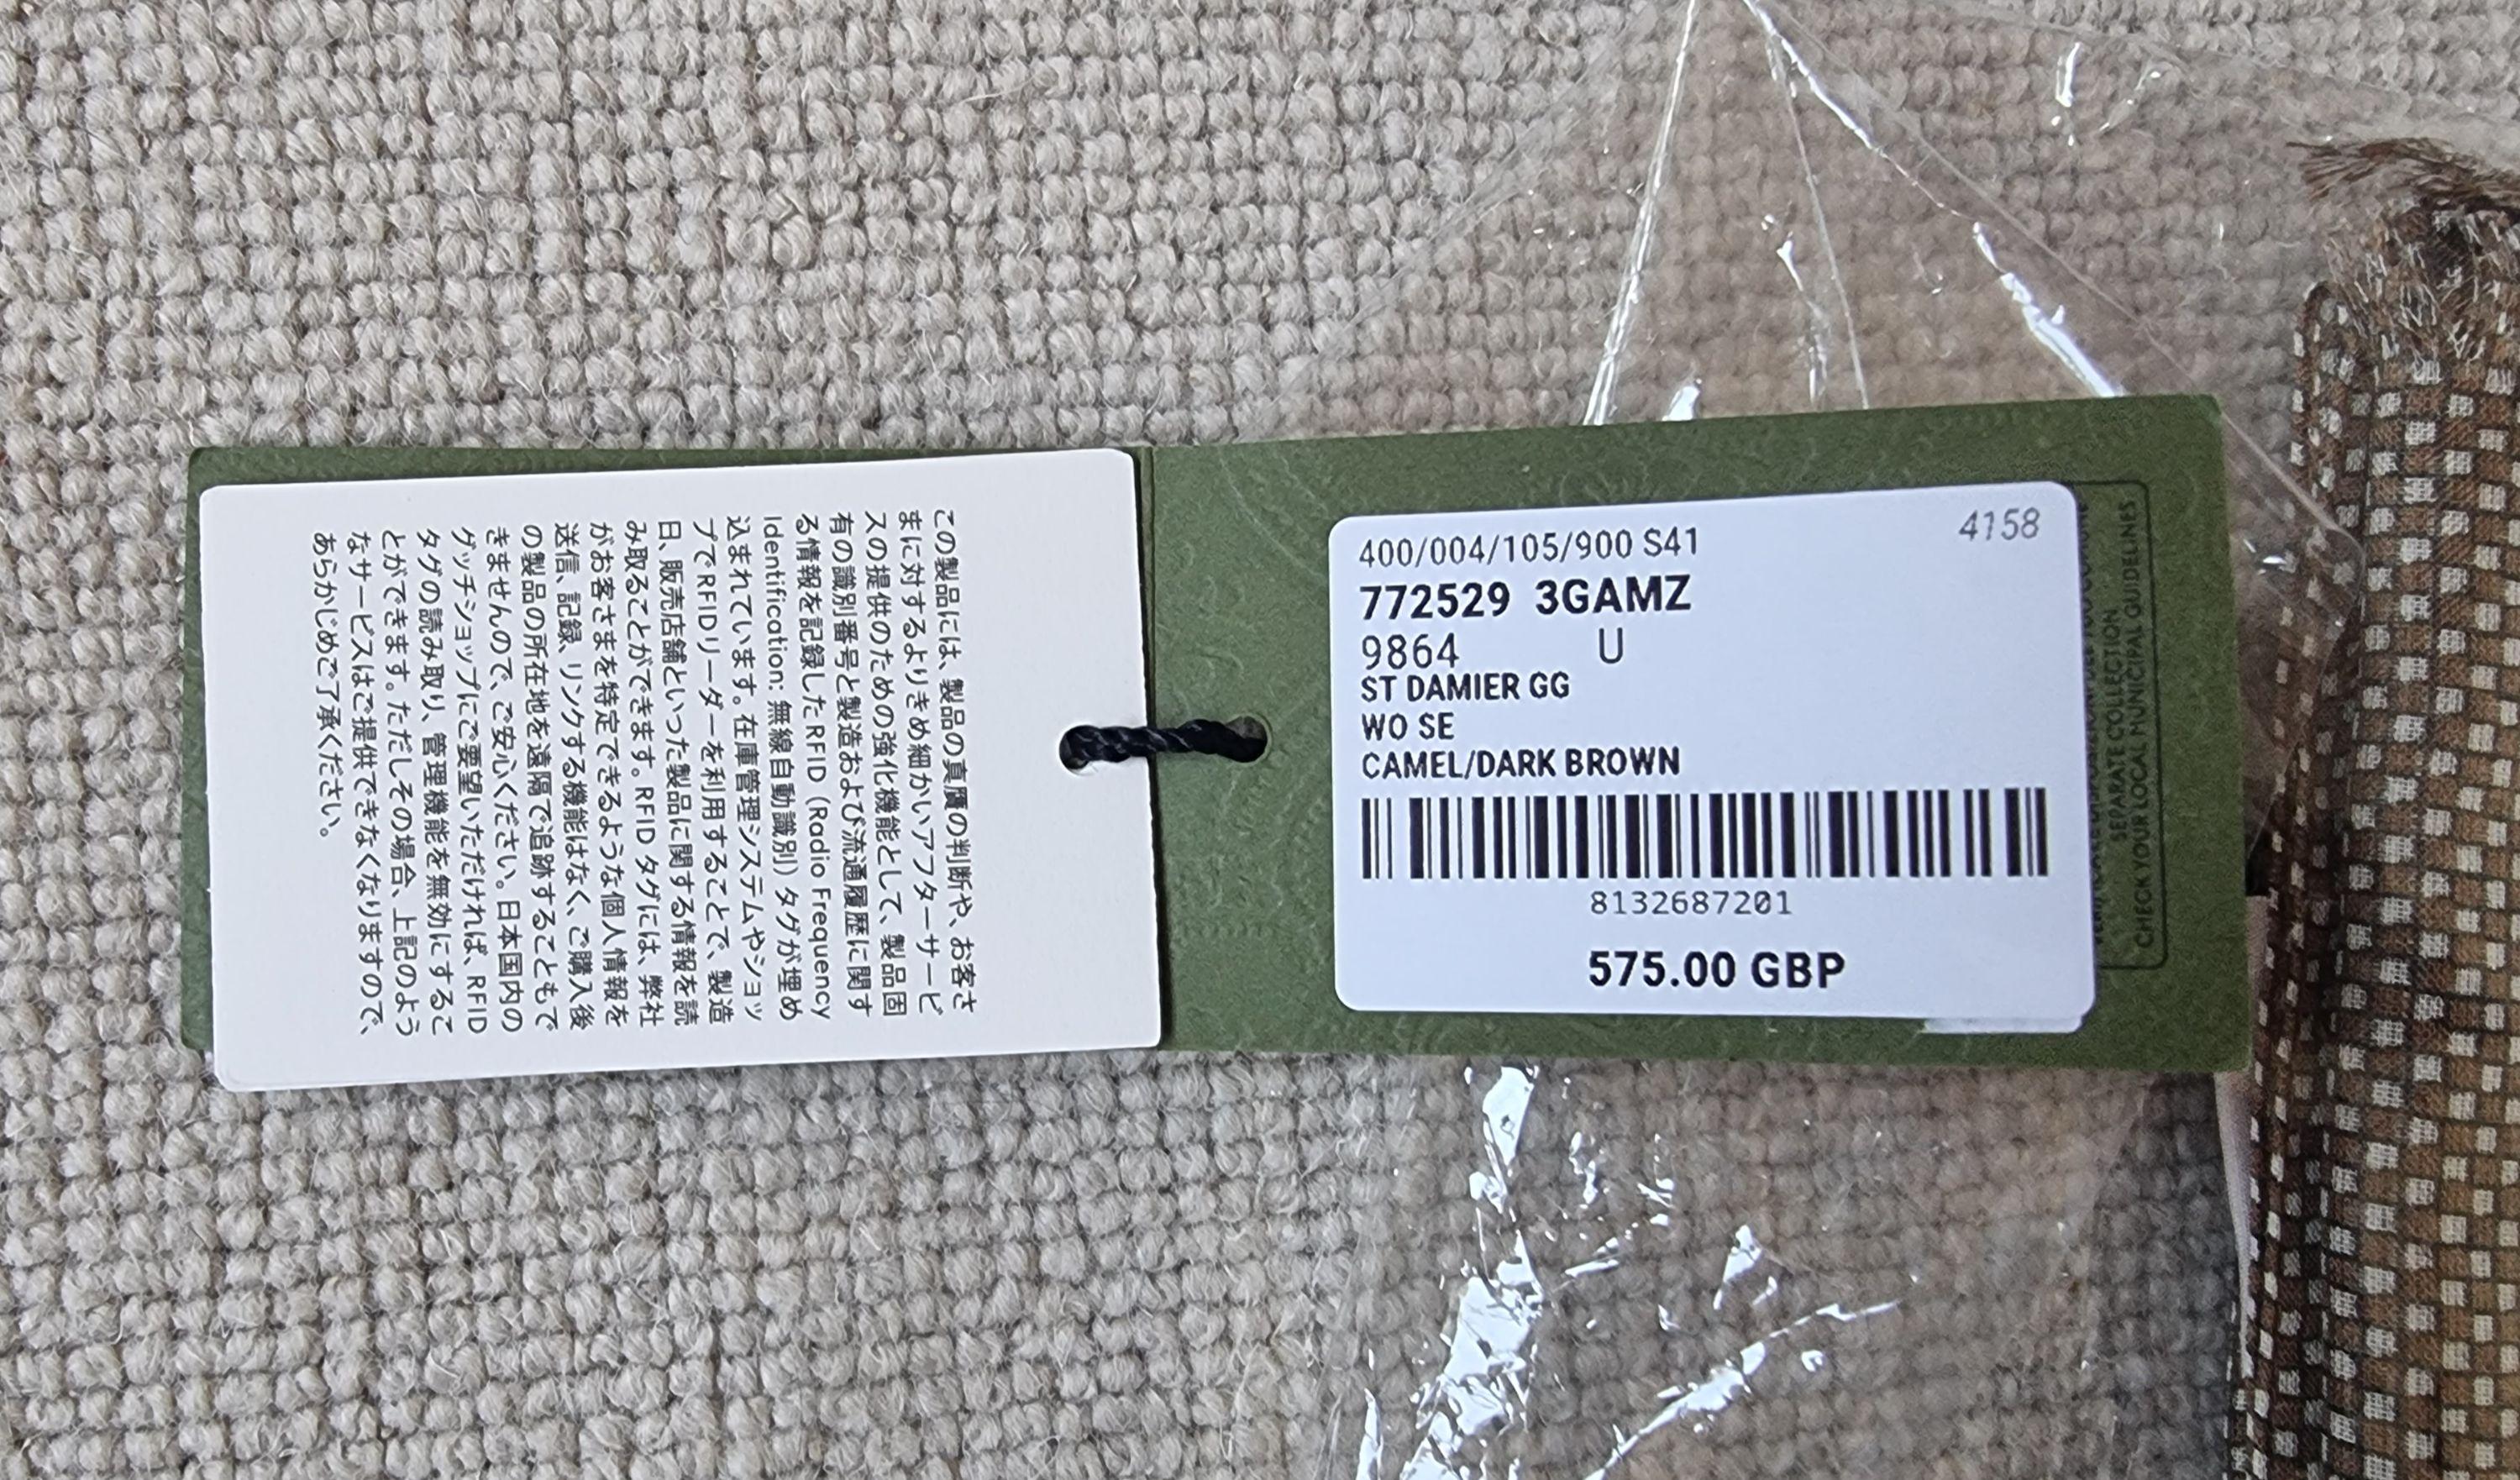 この製品には、製品の真贋の判断や、お客さ
まに対するよりきめ細かいアフターサービ
スの提供のための強化機能として、製品固
有の識別番号と製造および流通履歴に関す
る情報を記録したRFID (Radio Frequency
Identification: 無線自動識別) タグが埋め
込まれています。在庫管理システムやショッ
プでRFIDリーダーを利用することで、製造
日、販売店舗といった製品に関する情報を読
み取ることができます。RFID タグには、弊社
がお客さまを特定できるような個人情報を
送信、記録、リンクする機能はなく、ご購入後
の製品の所在地を遠隔で追跡することもで
きませんので、ご安心ください。日本国内の
グッチショップにご要望いただければ、RFID
タグの読み取り、管理機能を無効にするこ
とができます。ただしその場合、上記のよう
なサービスはご提供できなくなりますので、
あらかじめご了承ください。
400/004/105/900 S41
4158
772529 3GAMZ
9864 U
ST DAMIER GG
WO SE
CAMEL/DARK BROWN
8132687201
575.00 GBP
SEPARATE COLLECTION
CHECK YOUR LOCAL MUNICIPAL GUIDELINES